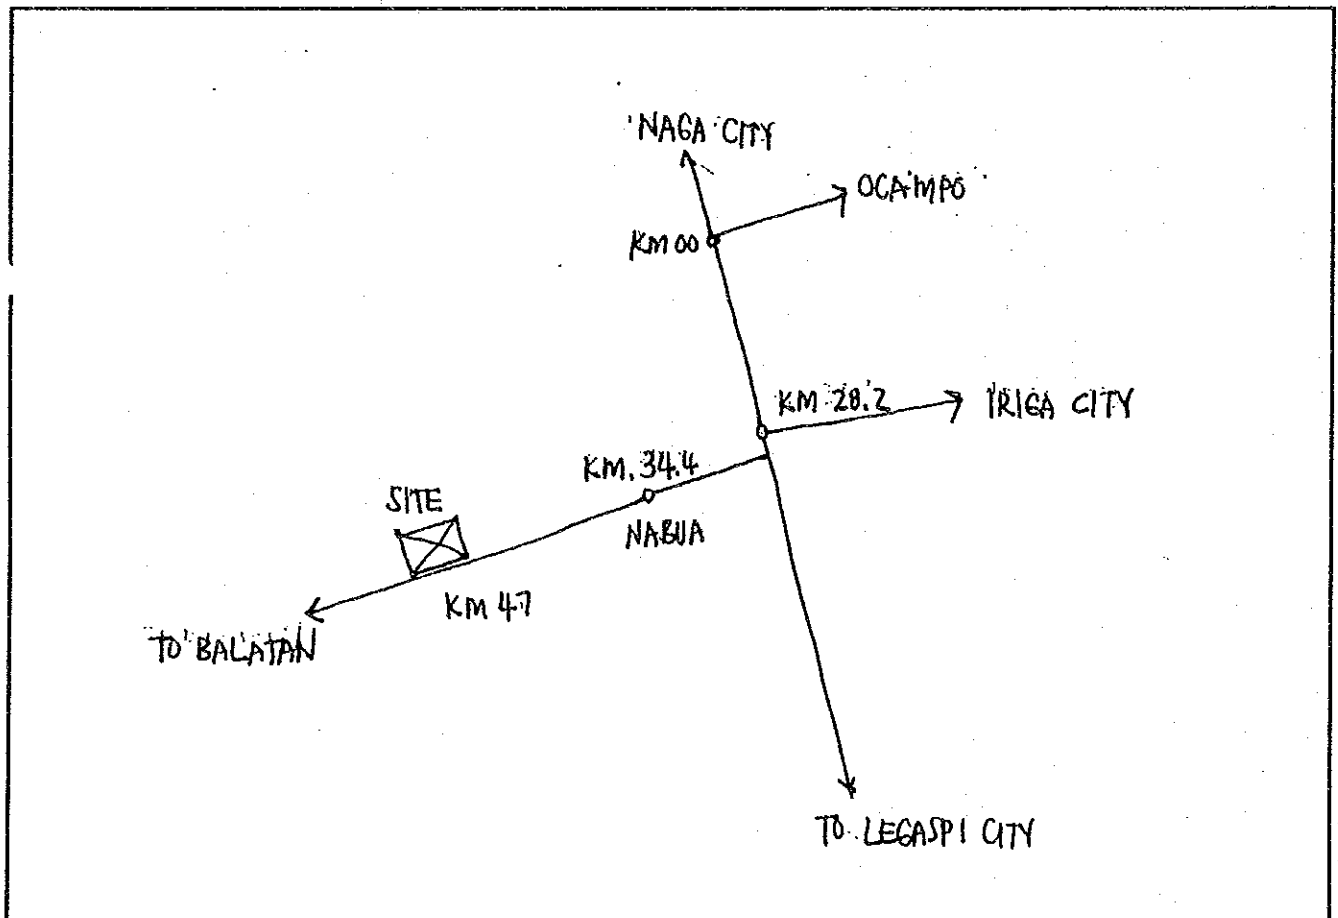 NAGA CITY
OCAMPO
Km 00
KM 28.2
IRIGA CITY
KM. 34.4
SITE
NABUA
KM 47
TO BALATAN
TO LEGASPI CITY